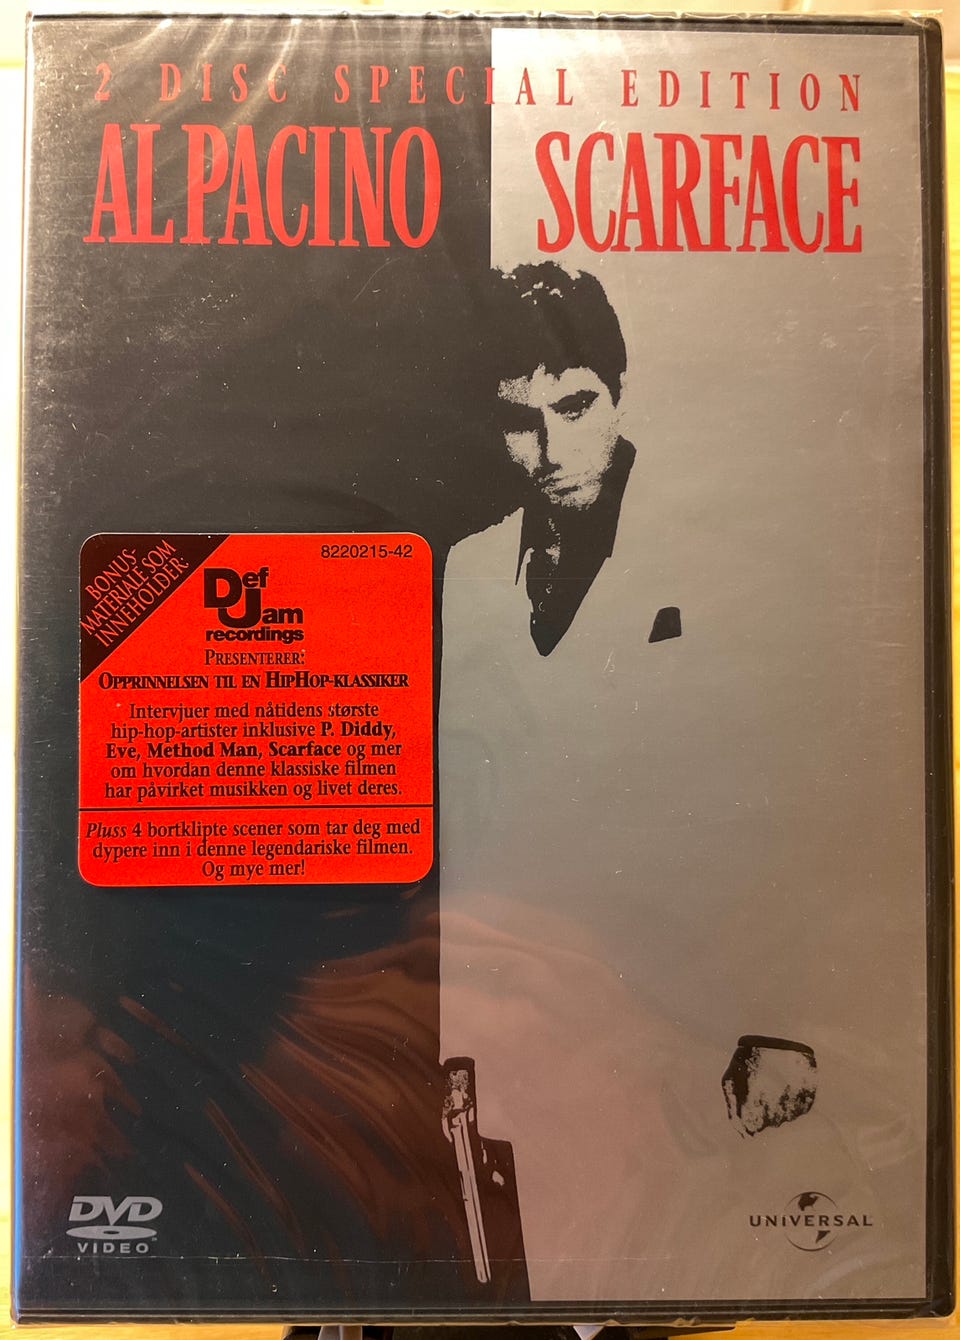 2 DISC SPECIAL EDITION
AL PACINO SCARFACE
BONUS-
MATERIALE SOM
INNEHOLDER:
8220215-42
Def
Jam
recordings
PRESENTERER:
OPPRINNELSEN TIL EN HIPHOP-KLASSIKER
Intervjuer med nåtidens største
hip-hop-artister inklusive P. Diddy,
Eve, Method Man, Scarface og mer
om hvordan denne klassiske filmen
har påvirket musikken og livet deres.
Pluss 4 bortklipte scener som tar deg med
dypere inn i denne legendariske filmen.
Og mye mer!
DVD
VIDEO
UNIVERSAL